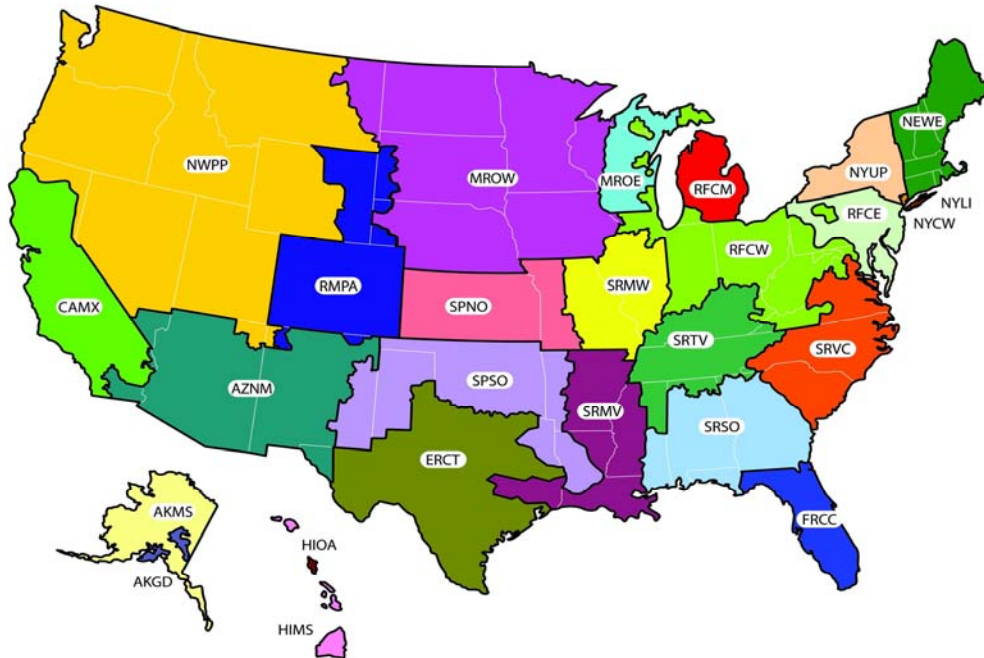 NEWE
NWPP
NYUP
MROW
MROE
RFCM
NYLI
RFCE
NYCW
RFCW
RMPA
SRMW
SPNO
CAMX
SRTV
SRVC
AZNM
SPSO
SRMV
SRSO
ERCT
AKMS
FRCC
HIOA
AKGD
HIMS